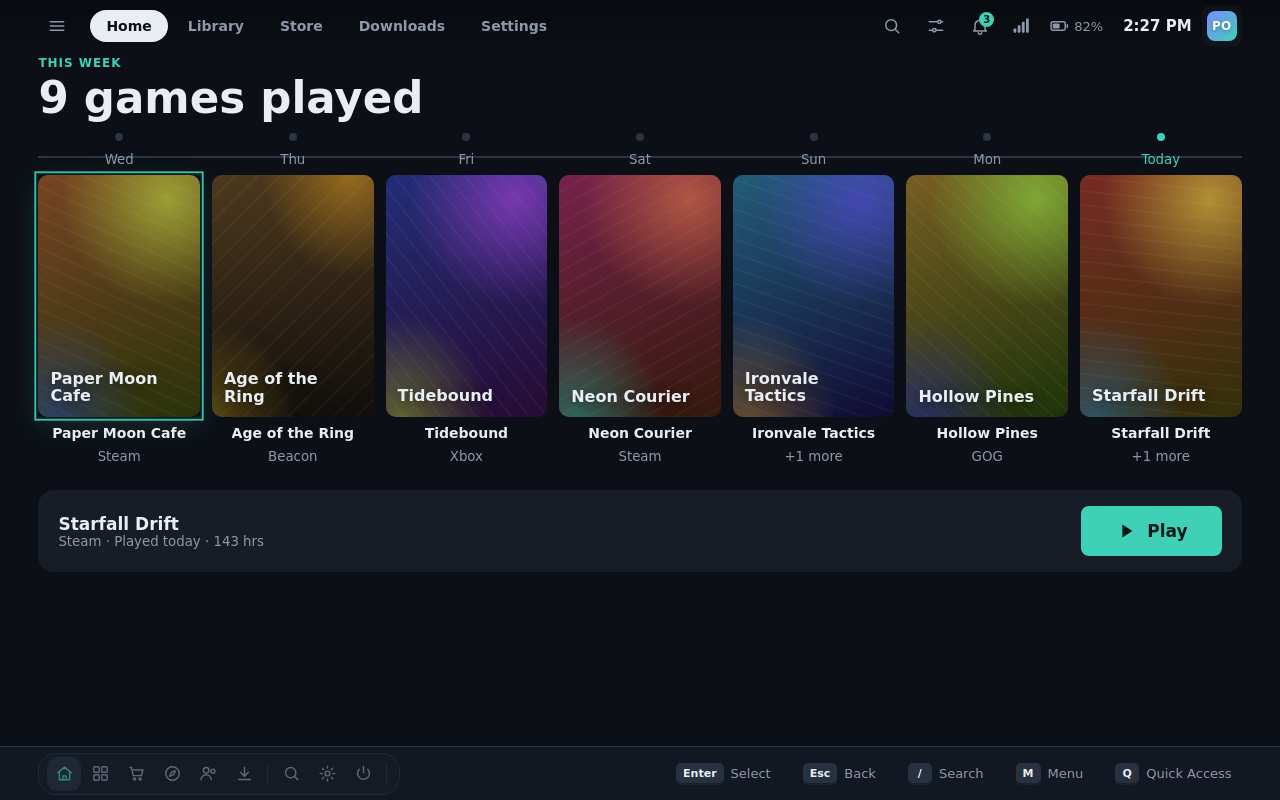 Home Library Store Downloads Settings 3 82% 2:27 PM PO
THIS WEEK
9 games played
Wed Thu Fri Sat Sun Mon Today
Paper Moon Cafe
Age of the Ring
Tidebound
Neon Courier
Ironvale Tactics
Hollow Pines
Starfall Drift
Paper Moon Cafe Age of the Ring Tidebound Neon Courier Ironvale Tactics Hollow Pines Starfall Drift
Steam Beacon Xbox Steam +1 more GOG +1 more
Starfall Drift
Steam · Played today · 143 hrs
Play
Enter Select Esc Back / Search M Menu Q Quick Access